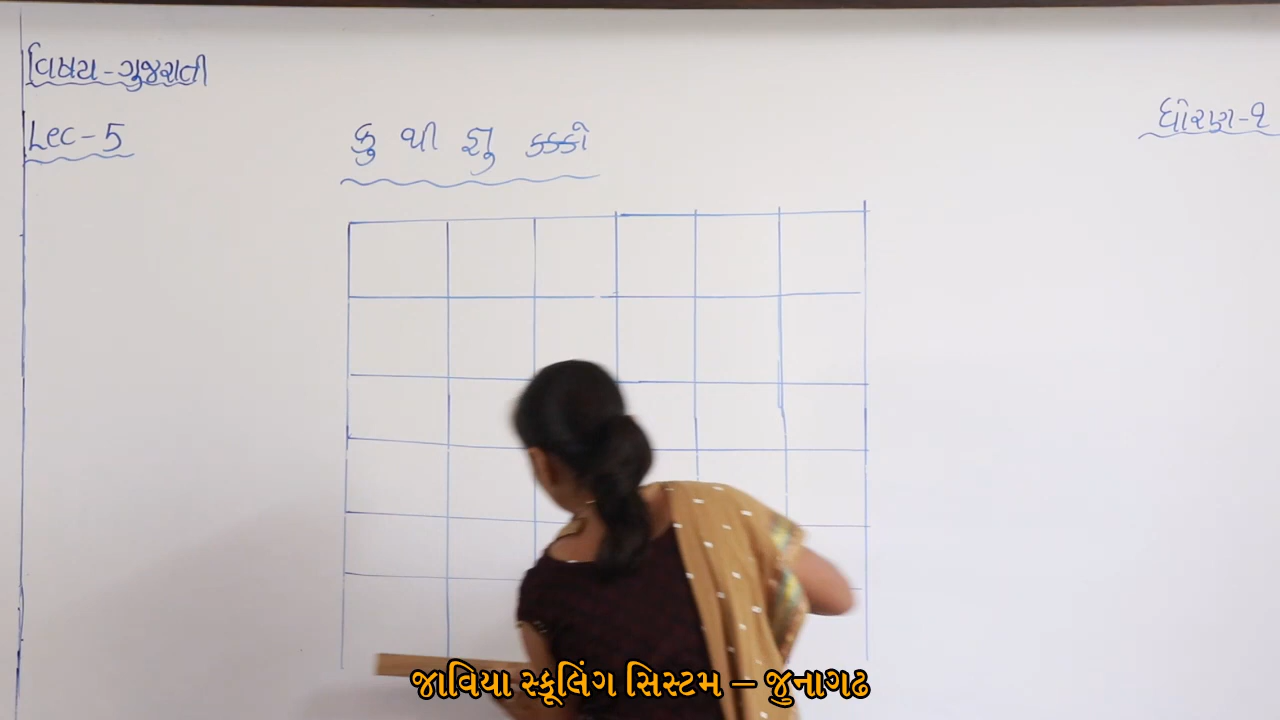 વિષય - ગુજરાતી
Lec - 5
ધોરણ - ૧
કુ થી જ્ઞુ કક્કો
જાવિયા સ્કૂલિંગ સિસ્ટમ – જુનાગઢ